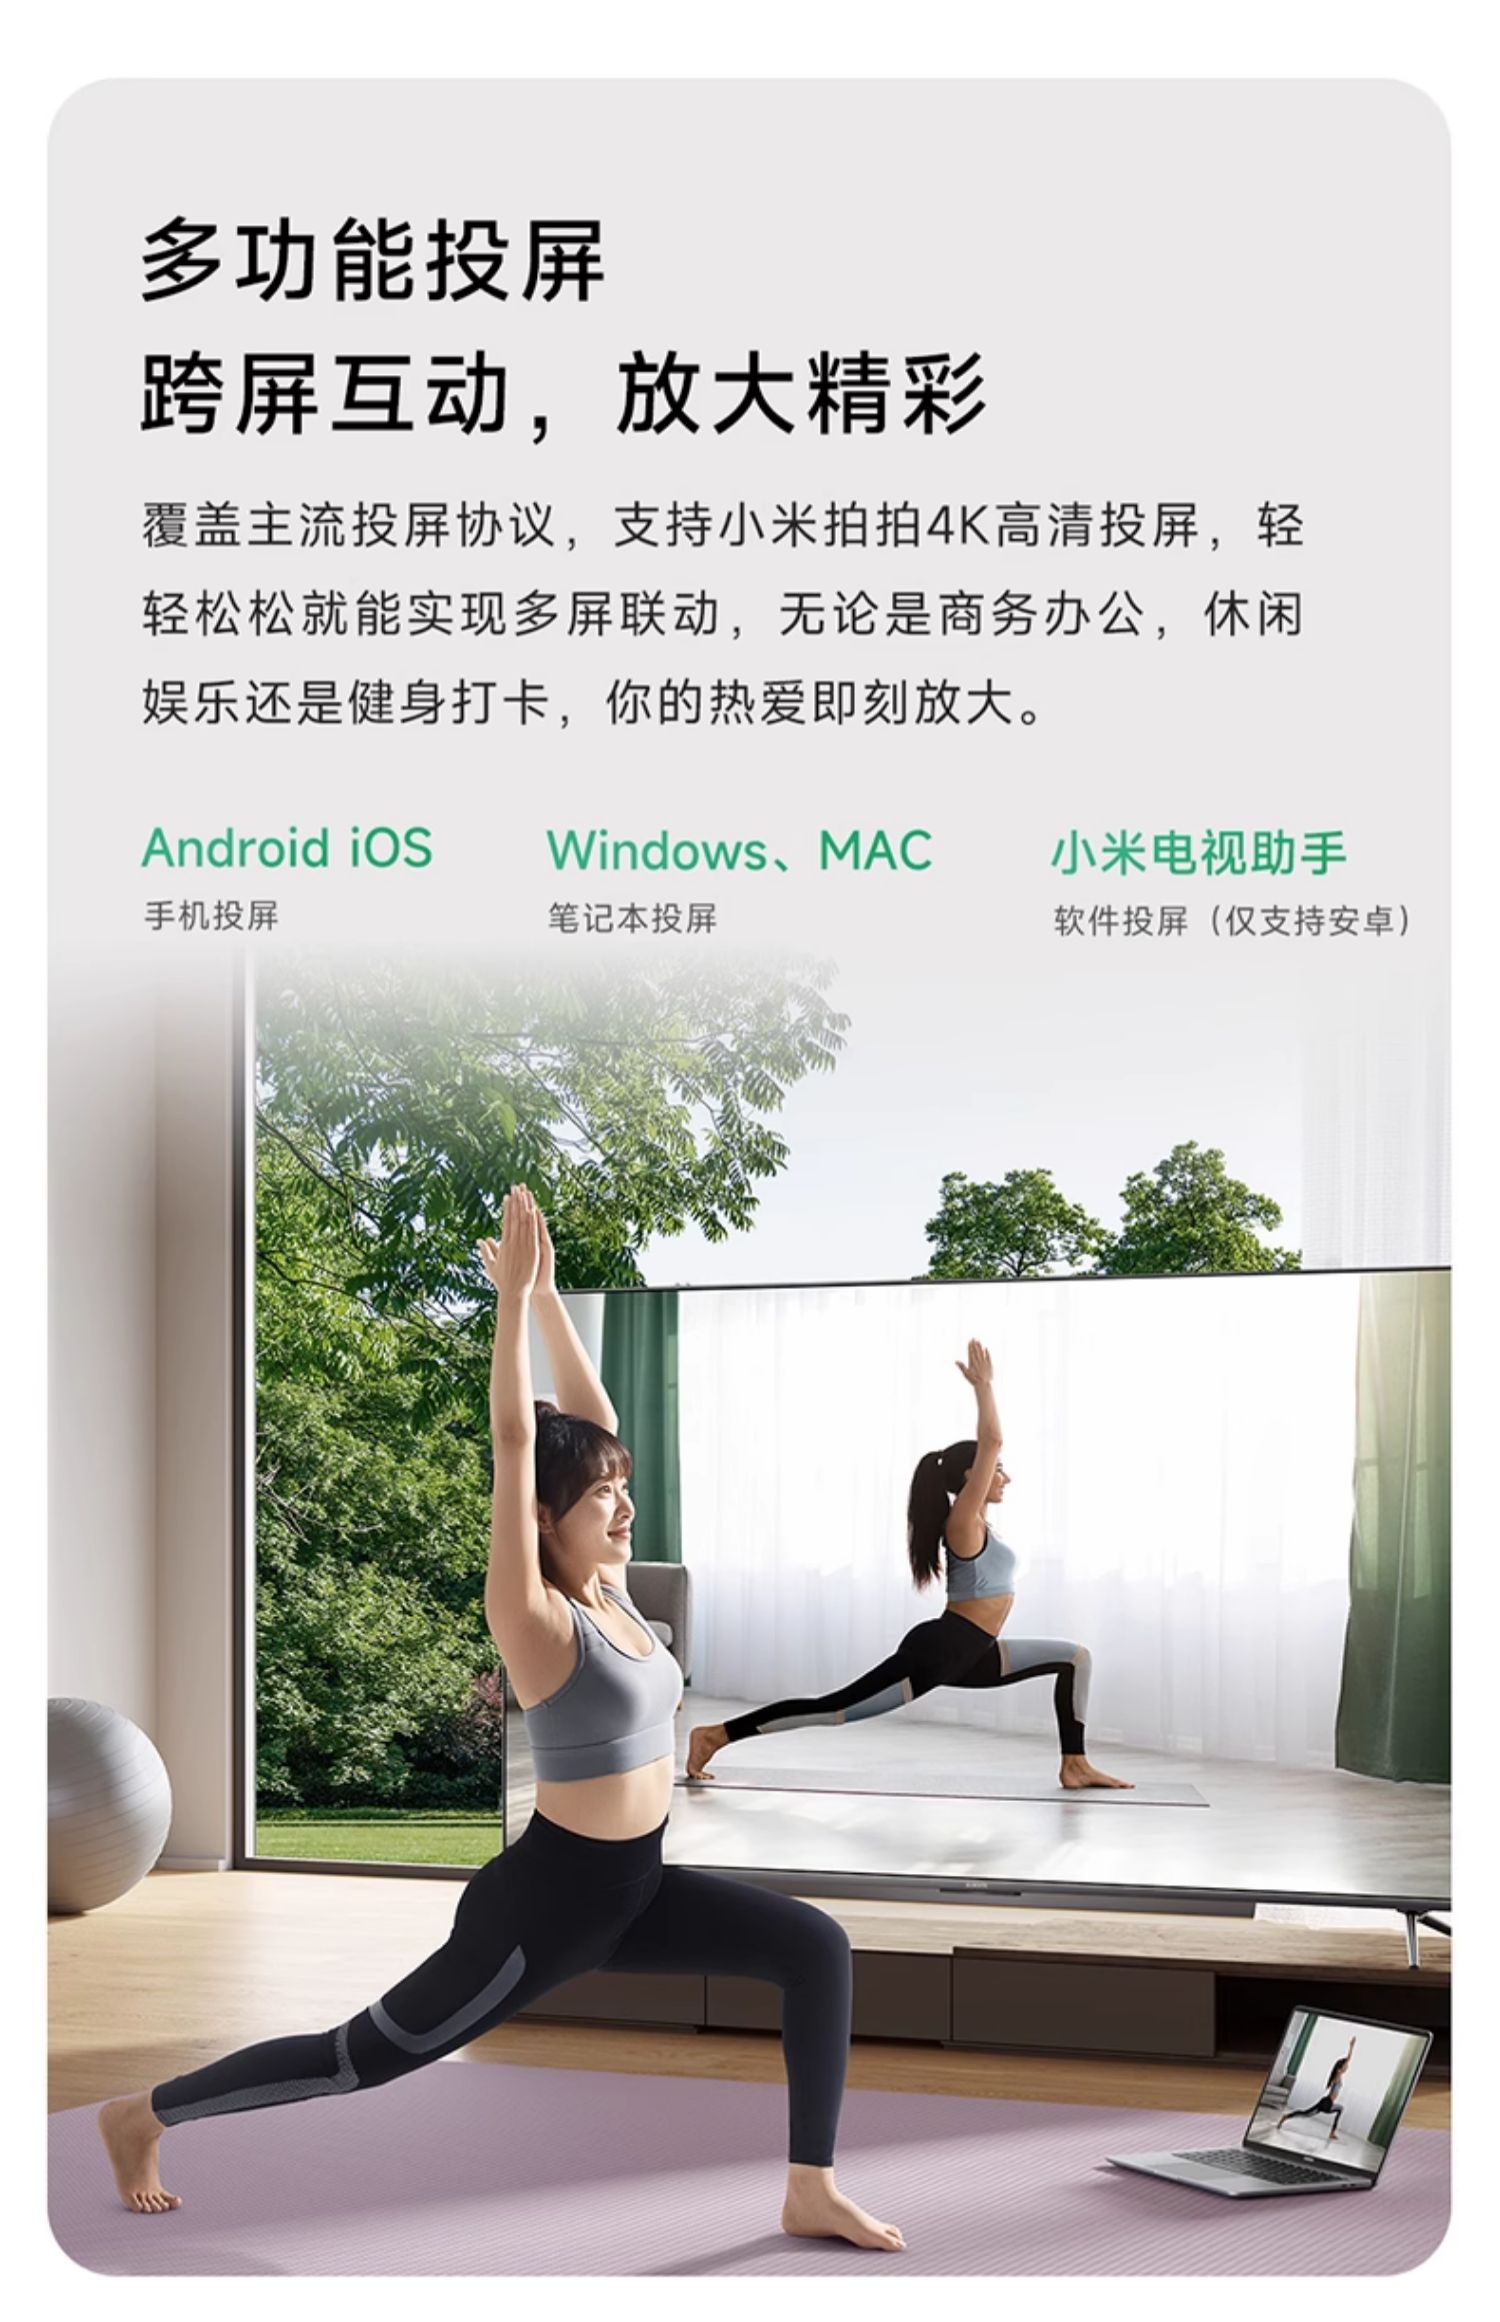 多功能投屏
跨屏互动，放大精彩
覆盖主流投屏协议，支持小米拍拍4K高清投屏，轻
轻松松就能实现多屏联动，无论是商务办公，休闲
娱乐还是健身打卡，你的热爱即刻放大。
Android iOS
手机投屏
Windows、MAC
笔记本投屏
小米电视助手
软件投屏（仅支持安卓）